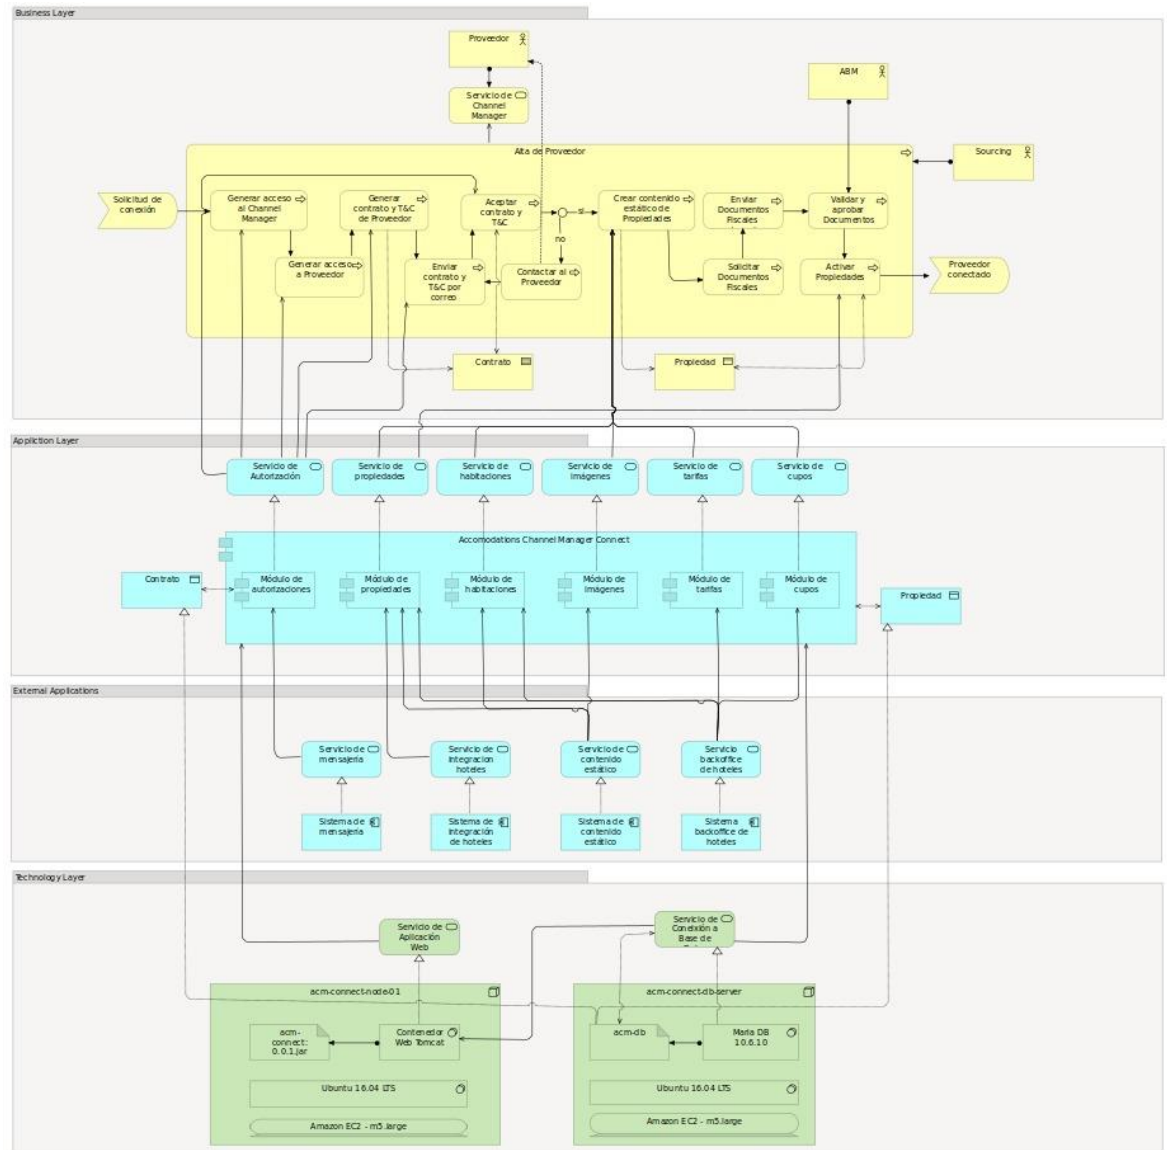 Business Layer
Proveedor
Servicio de
Channel
Manager
ABM
Sourcing
Alta de Proveedor
Solicitud de
conexión
Generar acceso
al Channel
Manager
Generar
contrato y T&C
de Proveedor
Aceptar
contrato y
T&C
si
no
Crear contenido
estático de
Propiedades
Enviar
Documentos
Fiscales
Validar y
aprobar
Documentos
Generar acceso
a Proveedor
Enviar
contrato y
T&C por
correo
Contactar al
Proveedor
Solicitar
Documentos
Fiscales
Activar
Propiedades
Proveedor
conectado
Contrato
Propiedad
Appliction Layer
Servicio de
Autorización
Servicio de
propiedades
Servicio de
habitaciones
Servicio de
imágenes
Servicio de
tarifas
Servicio de
cupos
Accomodations Channel Manager Connect
Contrato
Módulo de
autorizaciones
Módulo de
propiedades
Módulo de
habitaciones
Módulo de
imágenes
Módulo de
tarifas
Módulo de
cupos
Propiedad
External Applications
Servicio de
mensajería
Servicio de
integracion
hoteles
Servicio de
contenido
estático
Servicio
backoffice
de hoteles
Sistema de
mensajería
Sistema de
integración
de hoteles
Sistema de
contenido
estático
Sistema
backoffice de
hoteles
Technology Layer
Servicio de
Aplicación
Web
Servicio de
Coneixión a
Base de
acm-connect-node-01
acm-connect-db-server
acm-
connect:
0.0.1.jar
Contenedor
Web Tomcat
acm-db
Maria DB
10.6.10
Ubuntu 16.04 LTS
Ubuntu 16.04 LTS
Amazon EC2 - m5.large
Amazon EC2 - m5.large